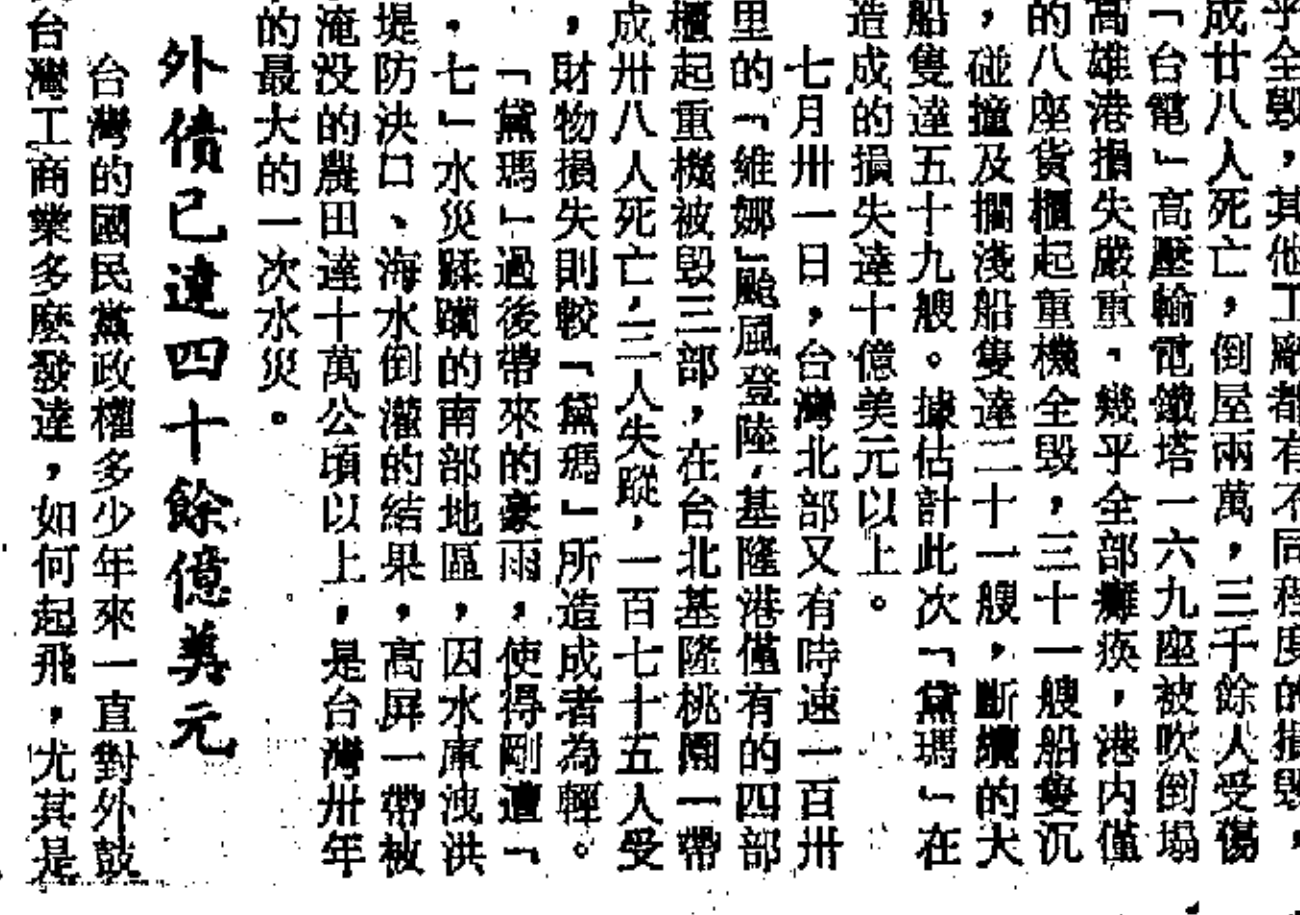 乎全毀，其他工廠都有不同程度的損毀，
成廿八人死亡，倒屋兩萬，三千餘人受傷
「台電」高壓輸電鐵塔一六九座被吹倒塌
高雄港損失嚴重，幾乎全部癱瘓，港內僅
的八座貨櫃起重機全毀，三十一艘船隻沉
，碰撞及擱淺船隻達二十一艘，斷纜的大
船隻達五十九艘。據估計此次「黛瑪」在
造成的損失達十億美元以上。
七月卅一日，台灣北部又有時速一百卅
里的「維娜」颱風登陸，基隆港僅有的四部
櫃起重機被毀三部，在台北基隆桃園一帶
成卅八人死亡，三人失蹤，一百七十五人受
，財物損失則較「黛瑪」所造成者為輕。
「黛瑪」過後帶來的豪雨，使得剛遭「
・七」水災蹂躪的南部地區，因水庫洩洪
堤防決口、海水倒灌的結果，高屏一帶被
淹没的農田達十萬公頃以上，是台灣卅年
的最大的一次水災。
外債已達四十餘億美元
台灣的國民黨政權多少年來一直對外鼓
台灣工商業多麼發達，如何起飛，尤其是